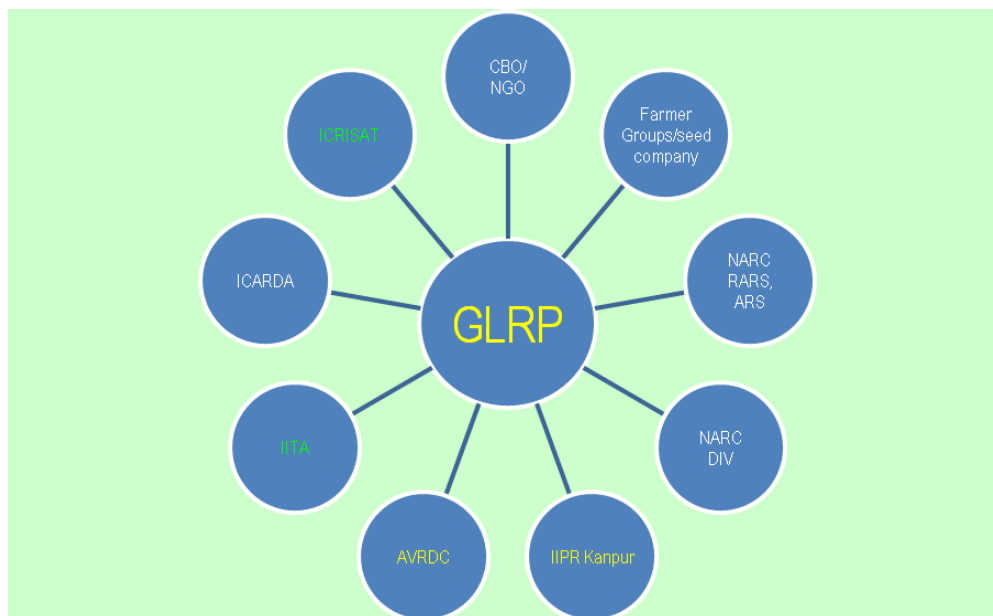 CBO/
NGO
Farmer
Groups/seed
company
NARC
RARS,
ARS
NARC
DIV
IIPR Kanpur
AVRDC
IITA
ICARDA
ICRISAT
GLRP